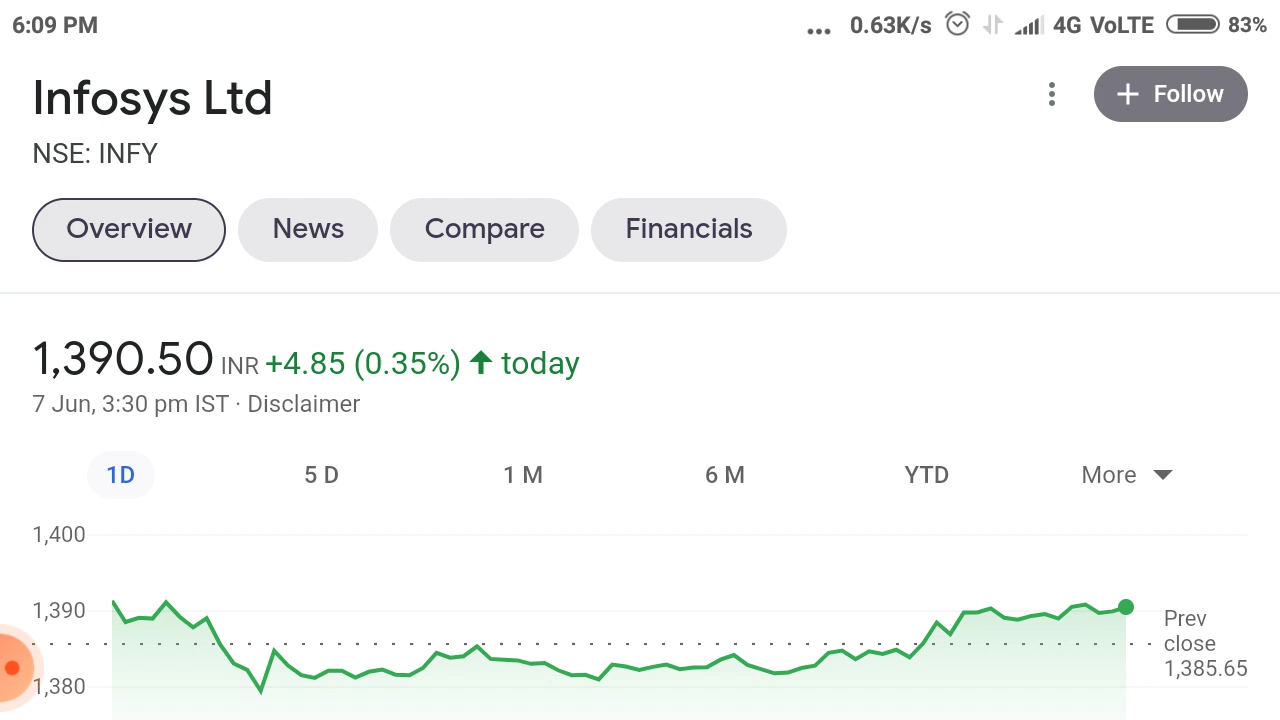 6:09 PM ... 0.63K/s 4G VoLTE 83%
Infosys Ltd
+ Follow
NSE: INFY
Overview News Compare Financials
1,390.50 INR +4.85 (0.35%) ↑ today
7 Jun, 3:30 pm IST · Disclaimer
1D 5 D 1 M 6 M YTD More
1,400
1,390
1,380
Prev
close
1,385.65